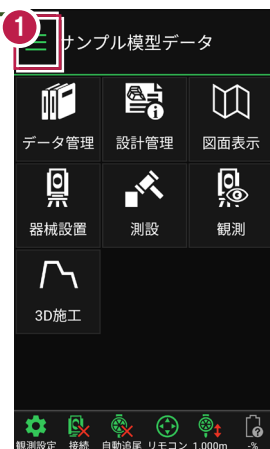 1
サンプル模型データ
データ管理 設計管理 図面表示
器械設置 測設 観測
3D施工
観測設定 接続 自動追尾 リモコン 1.000m -%